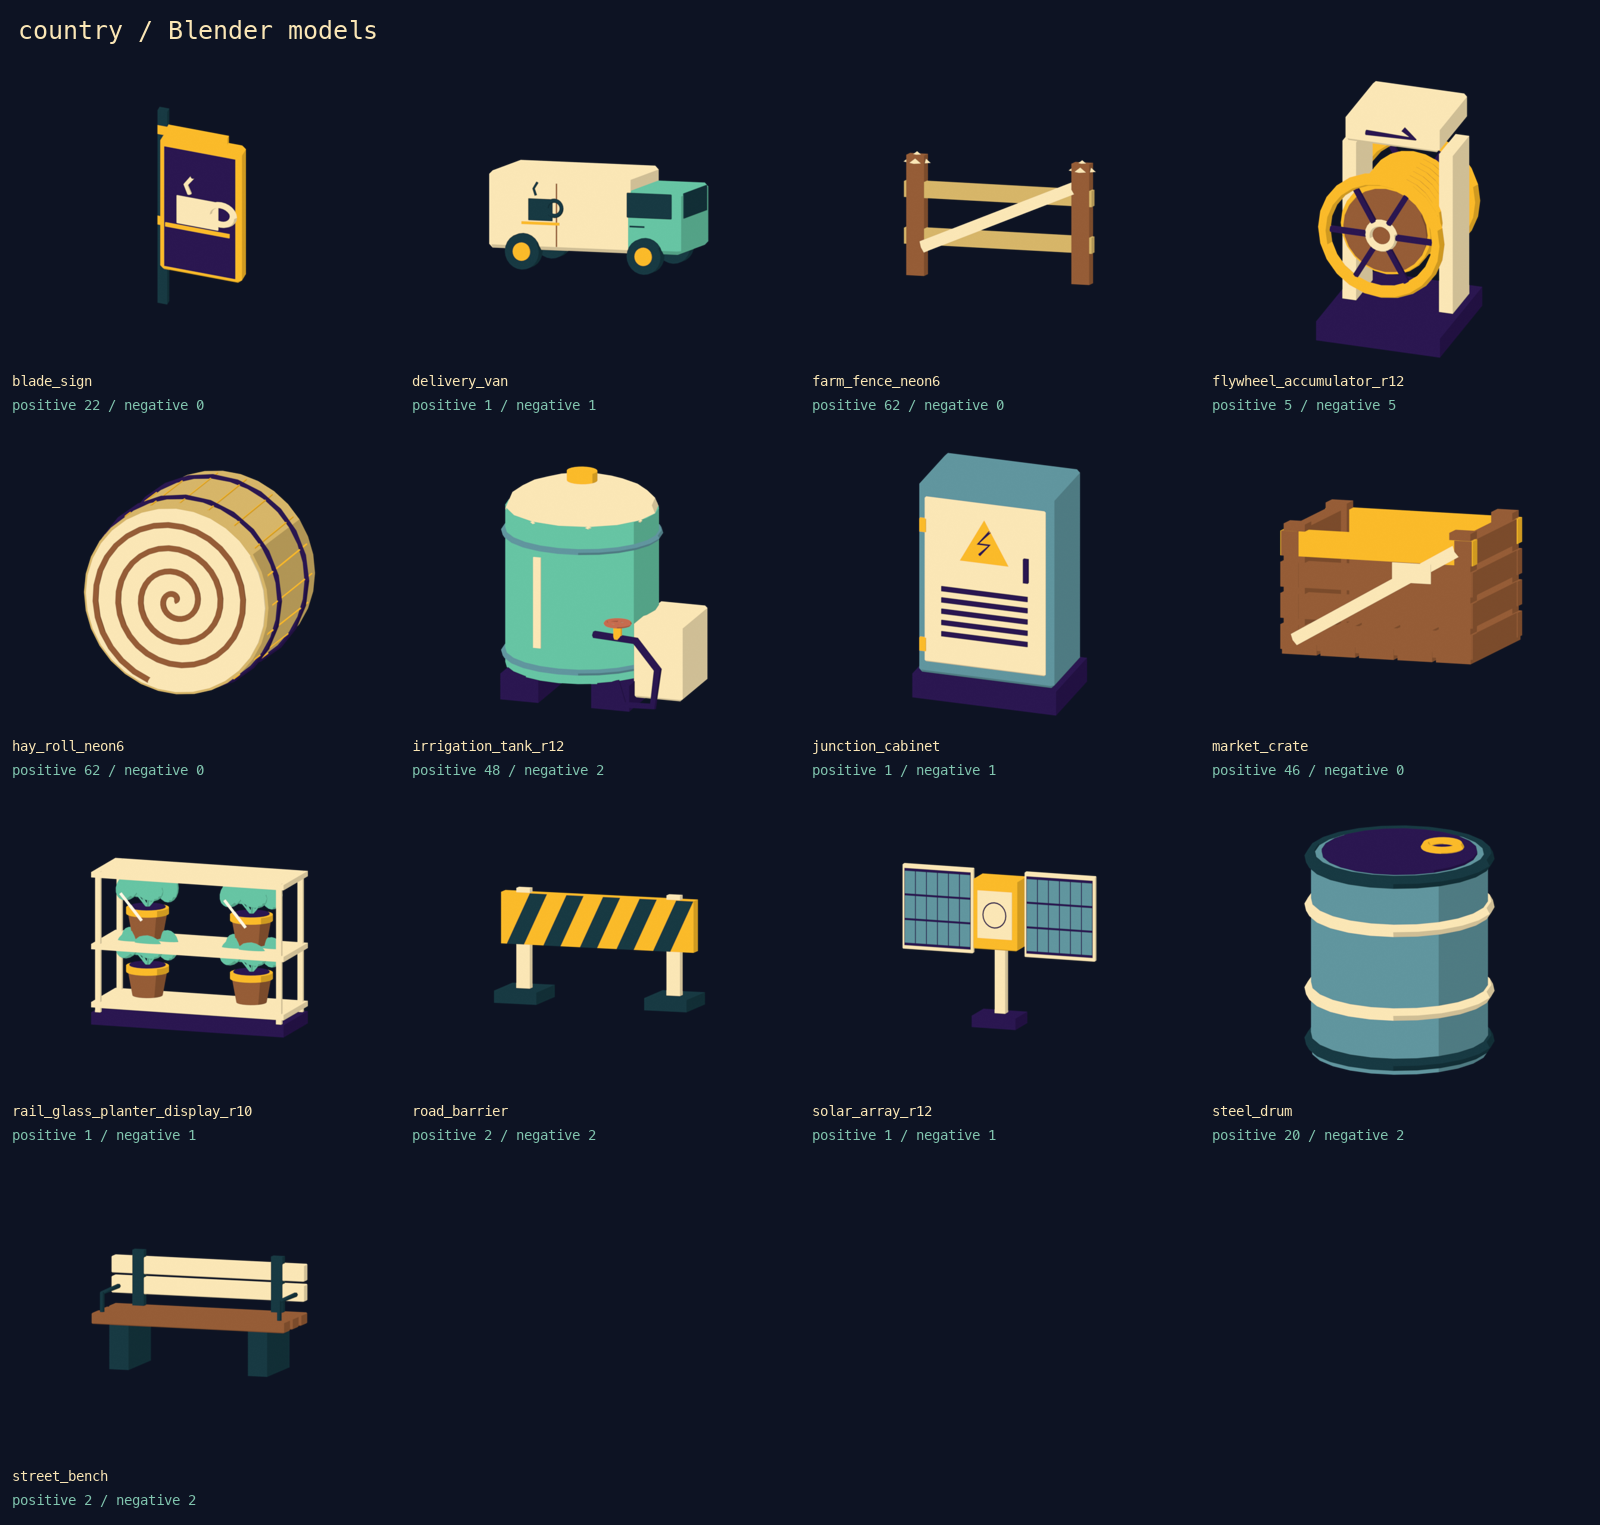 country / Blender models
blade_sign
positive 22 / negative 0
delivery_van
positive 1 / negative 1
farm_fence_neon6
positive 62 / negative 0
flywheel_accumulator_r12
positive 5 / negative 5
hay_roll_neon6
positive 62 / negative 0
irrigation_tank_r12
positive 48 / negative 2
junction_cabinet
positive 1 / negative 1
market_crate
positive 46 / negative 0
rail_glass_planter_display_r10
positive 1 / negative 1
road_barrier
positive 2 / negative 2
solar_array_r12
positive 1 / negative 1
steel_drum
positive 20 / negative 2
street_bench
positive 2 / negative 2